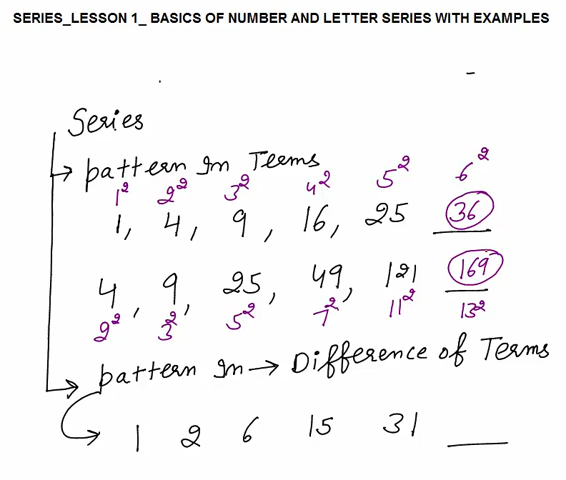 SERIES_LESSON 1_ BASICS OF NUMBER AND LETTER SERIES WITH EXAMPLES
Series
→ pattern In Terms
1² 2² 3² 4² 5² 6²
1, 4, 9, 16, 25 36
4, 9, 25, 49, 121 169
2² 3² 5² 7² 11² 13²
→ pattern In → Difference of Terms
→ 1 2 6 15 31 ___